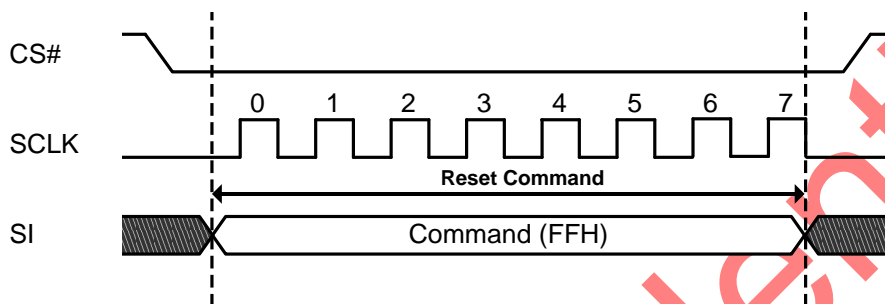 CS#
0 1 2 3 4 5 6 7
SCLK
Reset Command
SI Command (FFH)